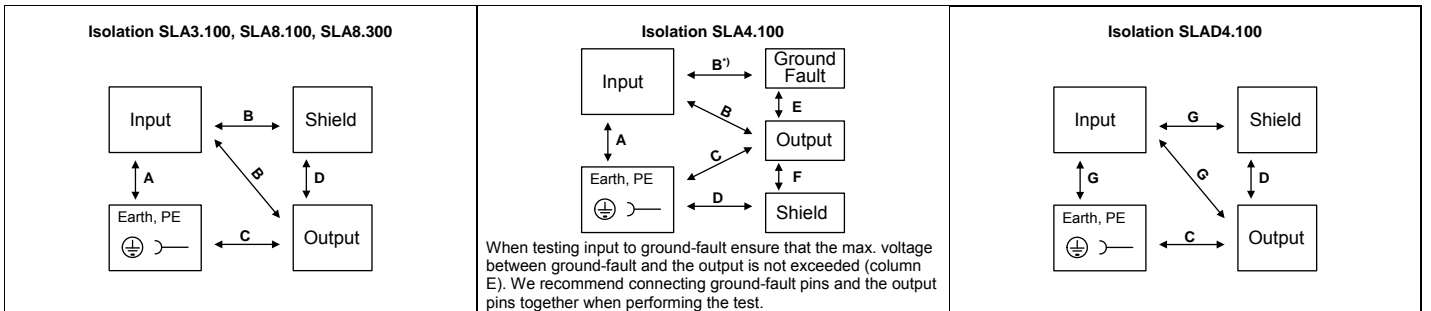 Isolation SLA3.100, SLA8.100, SLA8.300
Input
B
Shield
A
B
D
Earth, PE
C
Output
Isolation SLA4.100
Input
B*)
Ground
Fault
B
E
Output
A
C
Earth, PE
F
D
Shield
When testing input to ground-fault ensure that the max. voltage
between ground-fault and the output is not exceeded (column
E). We recommend connecting ground-fault pins and the output
pins together when performing the test.
Isolation SLAD4.100
Input
G
Shield
G
G
D
Earth, PE
C
Output